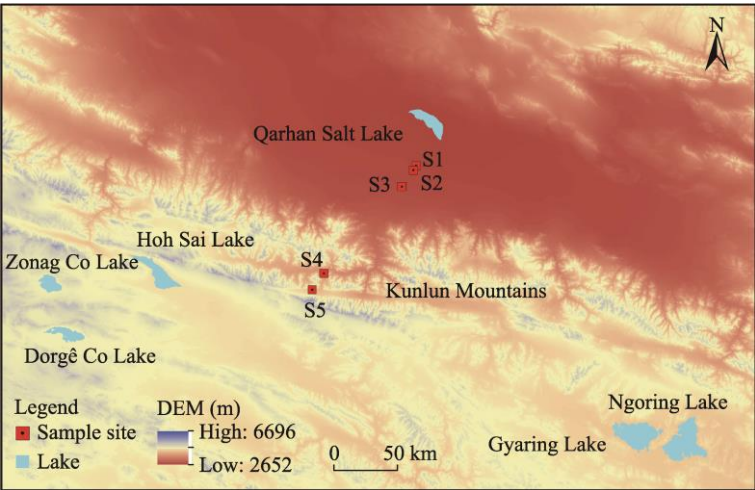 N
Qarhan Salt Lake
S1
S2
S3
Hoh Sai Lake
S4
Zonag Co Lake
Kunlun Mountains
S5
Dorgê Co Lake
Legend
Sample site
Lake
DEM (m)
High: 6696
Low: 2652
0 50 km
Ngoring Lake
Gyaring Lake